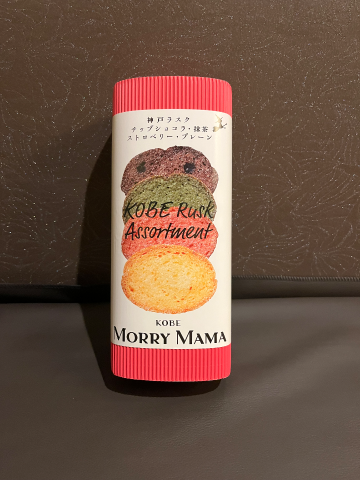 神戸ラスク
チップショコラ・抹茶
ストロベリー・プレーン
KOBE Rusk
Assortment
KOBE
MORRY MAMA